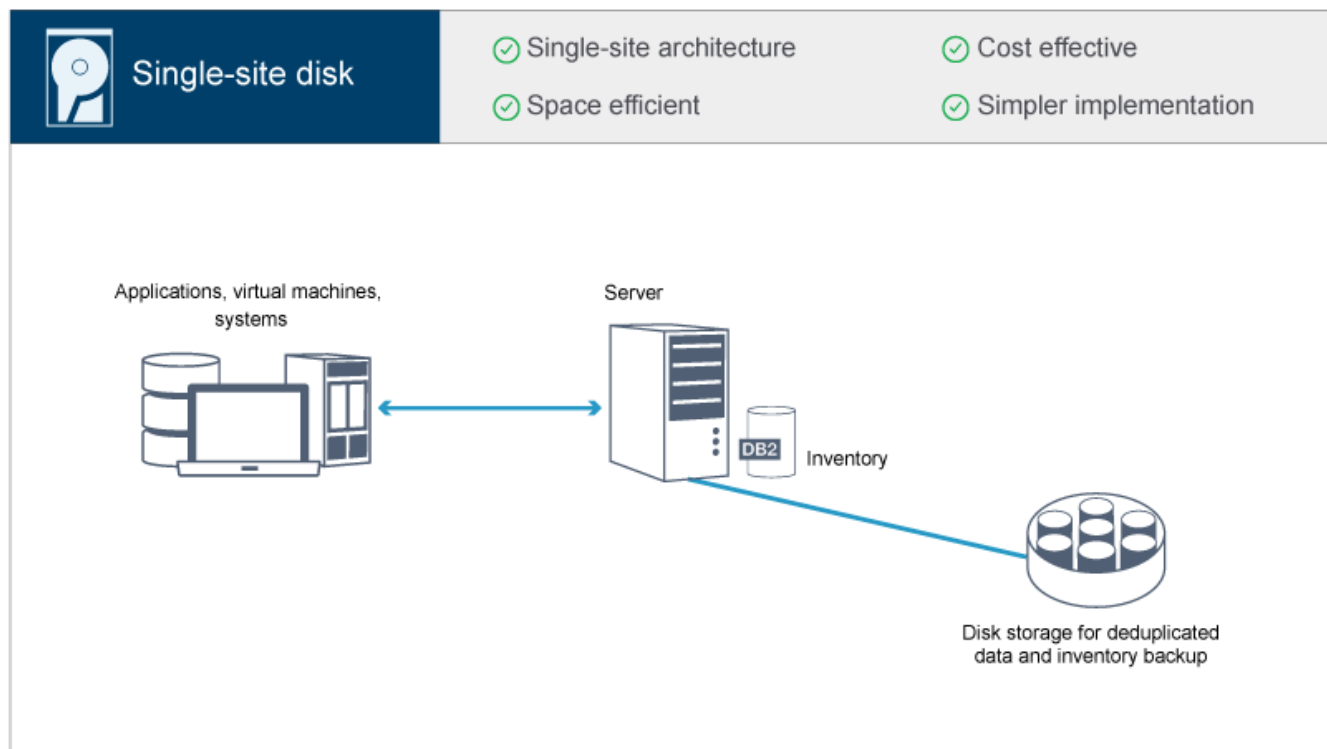 Single-site disk
Single-site architecture
Cost effective
Space efficient
Simpler implementation
Applications, virtual machines,
systems
Server
DB2
Inventory
Disk storage for deduplicated
data and inventory backup